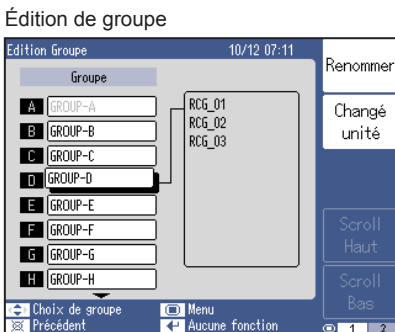 Édition de groupe
Edition Groupe 10/12 07:11
Groupe
A GROUP-A
B GROUP-B
C GROUP-C
D GROUP-D
E GROUP-E
F GROUP-F
G GROUP-G
H GROUP-H
RCG_01
RCG_02
RCG_03
Renommer
Changé
unité
Scroll
Haut
Scroll
Bas
Choix de groupe Menu
Précédent Aucune fonction
1 2